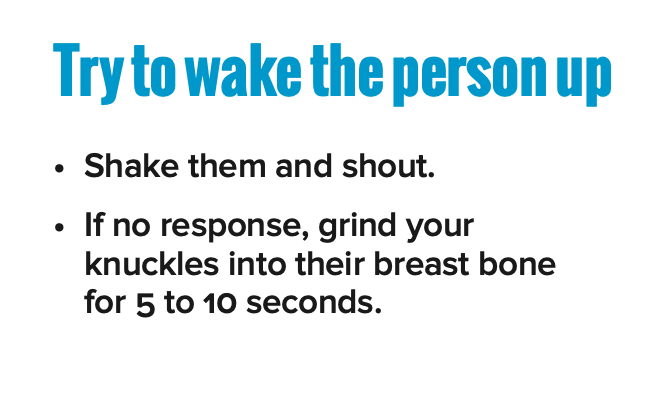 Try to wake the person up
• Shake them and shout.
• If no response, grind your
knuckles into their breast bone
for 5 to 10 seconds.